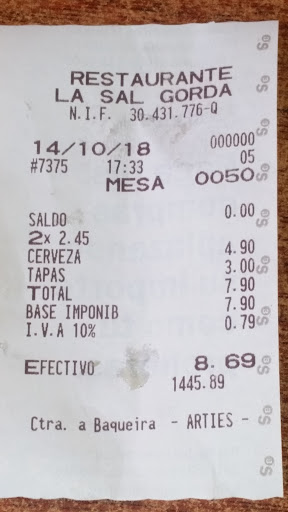 RESTAURANTE
LA SAL GORDA
N.I.F. 30.431.776-Q
14/10/18 000000
05
#7375 17:33
MESA 0050
SALDO 0.00
2x 2.45
CERVEZA 4.90
TAPAS 3.00
TOTAL 7.90
BASE IMPONIB 7.90
I.V.A 10% 0.79
EFECTIVO 8.69
1445.89
Ctra. a Baqueira - ARTIES -